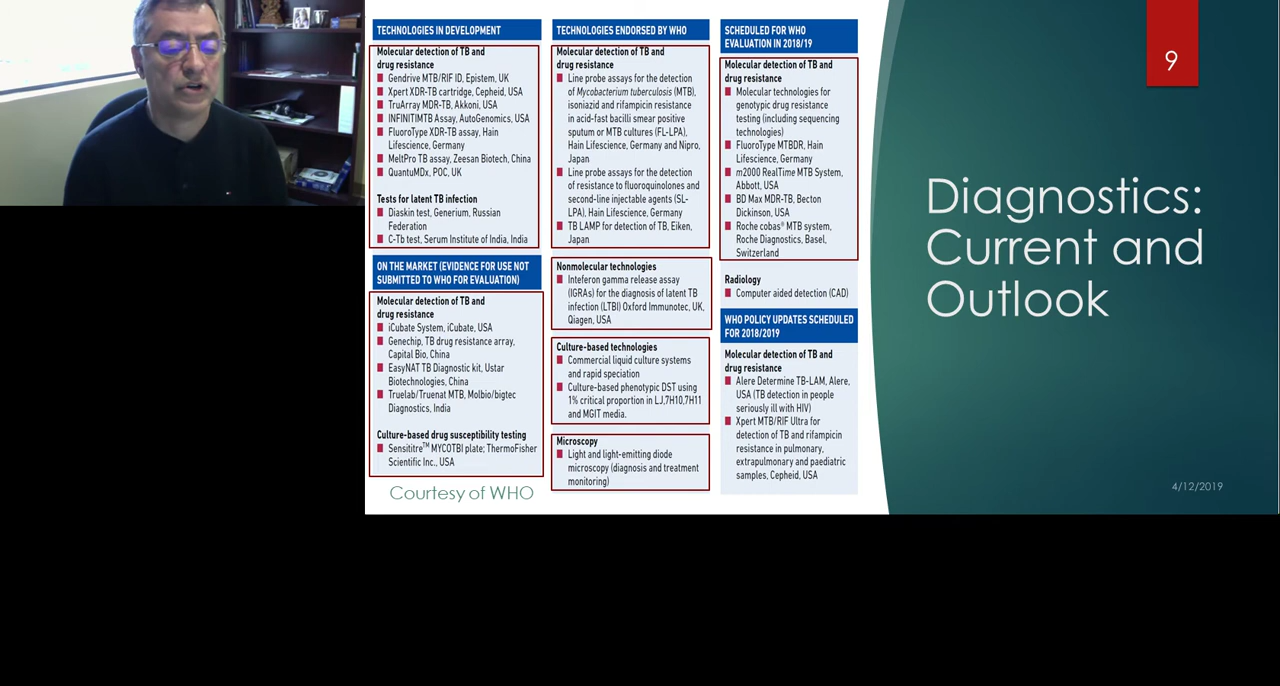 TECHNOLOGIES IN DEVELOPMENT
Molecular detection of TB and
drug resistance
Gendrive MTB/RIF ID, Epistem, UK
Xpert XDR-TB cartridge, Cepheid, USA
TruArray MDR-TB, Akkoni, USA
INFINITIMTB Assay, AutoGenomics, USA
FluoroType XDR-TB assay, Hain
Lifescience, Germany
MeltPro TB assay, Zeesan Biotech, China
QuantuMDx, POC, UK
Tests for latent TB infection
Diaskin test, Generium, Russian
Federation
C-Tb test, Serum Institute of India, India
ON THE MARKET (EVIDENCE FOR USE NOT
SUBMITTED TO WHO FOR EVALUATION)
Molecular detection of TB and
drug resistance
iCubate System, iCubate, USA
Genechip, TB drug resistance array,
Capital Bio, China
EasyNAT TB Diagnostic kit, Ustar
Biotechnologies, China
Truelab/Truenat MTB, Molbio/bigtec
Diagnostics, India
Culture-based drug susceptibility testing
Sensititre™ MYCOTBI plate; ThermoFisher
Scientific Inc., USA
Courtesy of WHO
TECHNOLOGIES ENDORSED BY WHO
Molecular detection of TB and
drug resistance
Line probe assays for the detection
of Mycobacterium tuberculosis (MTB),
isoniazid and rifampicin resistance
in acid-fast bacilli smear positive
sputum or MTB cultures (FL-LPA),
Hain Lifescience, Germany and Nipro,
Japan
Line probe assays for the detection
of resistance to fluoroquinolones and
second-line injectable agents (SL-
LPA), Hain Lifescience, Germany
TB LAMP for detection of TB, Eiken,
Japan
Nonmolecular technologies
Inteferon gamma release assay
(IGRAs) for the diagnosis of latent TB
infection (LTBI) Oxford Immunotec, UK,
Qiagen, USA
Culture-based technologies
Commercial liquid culture systems
and rapid speciation
Culture-based phenotypic DST using
1% critical proportion in LJ,7H10,7H11
and MGIT media.
Microscopy
Light and light-emitting diode
microscopy (diagnosis and treatment
monitoring)
SCHEDULED FOR WHO
EVALUATION IN 2018/19
Molecular detection of TB and
drug resistance
Molecular technologies for
genotypic drug resistance
testing (including sequencing
technologies)
FluoroType MTBDR, Hain
Lifescience, Germany
m2000 RealTime MTB System,
Abbott, USA
BD Max MDR-TB, Becton
Dickinson, USA
Roche cobas® MTB system,
Roche Diagnostics, Basel,
Switzerland
Radiology
Computer aided detection (CAD)
WHO POLICY UPDATES SCHEDULED
FOR 2018/2019
Molecular detection of TB and
drug resistance
Alere Determine TB-LAM, Alere,
USA (TB detection in people
seriously ill with HIV)
Xpert MTB/RIF Ultra for
detection of TB and rifampicin
resistance in pulmonary,
extrapulmonary and paediatric
samples, Cepheid, USA
9
Diagnostics:
Current and
Outlook
4/12/2019